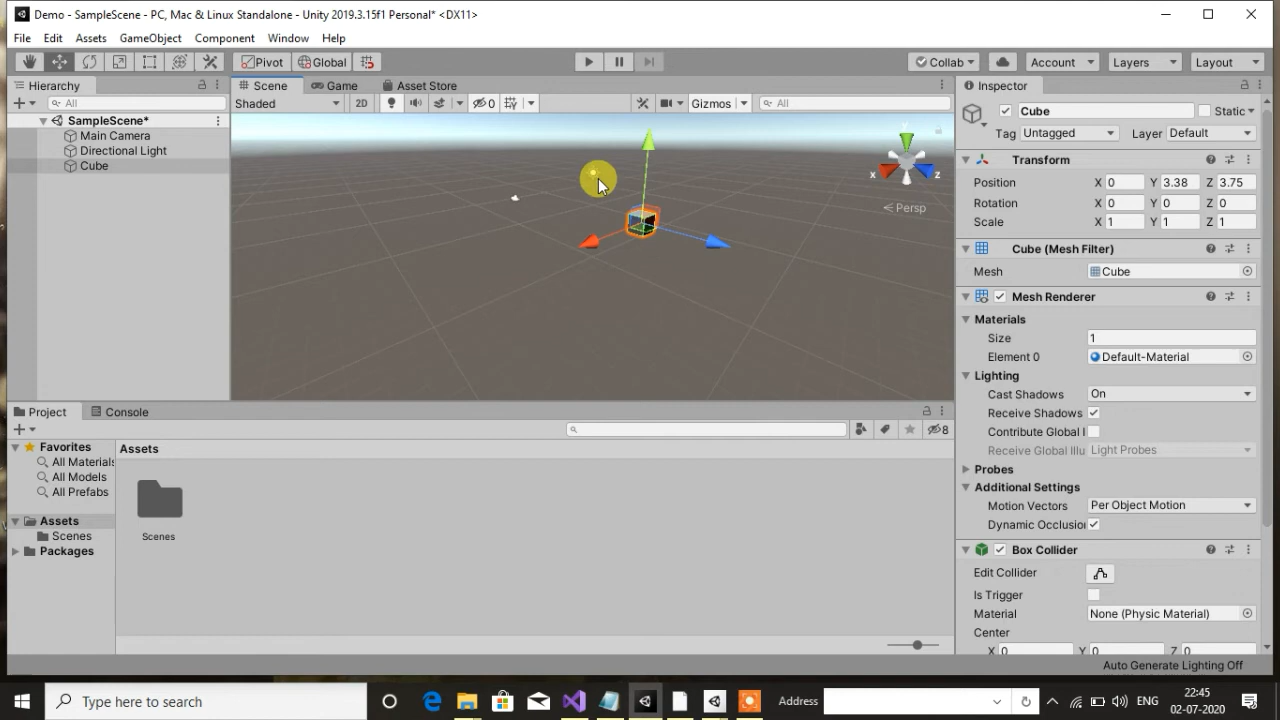 Demo - SampleScene - PC, Mac & Linux Standalone - Unity 2019.3.15f1 Personal* <DX11>
File Edit Assets GameObject Component Window Help
Pivot Global Collab Account Layers Layout
Hierarchy
All
SampleScene*
Main Camera
Directional Light
Cube
Scene Game Asset Store
Shaded 2D 0 Gizmos All
y
x z
Persp
Inspector
Cube Static
Tag Untagged Layer Default
Transform
Position X 0 Y 3.38 Z 3.75
Rotation X 0 Y 0 Z 0
Scale X 1 Y 1 Z 1
Cube (Mesh Filter)
Mesh Cube
Mesh Renderer
Materials
Size 1
Element 0 Default-Material
Lighting
Cast Shadows On
Receive Shadows
Contribute Global I
Receive Global Illu Light Probes
Probes
Additional Settings
Motion Vectors Per Object Motion
Dynamic Occlusion
Box Collider
Edit Collider
Is Trigger
Material None (Physic Material)
Center
X 0 Y 0 Z 0
Project Console
8
Favorites
All Materials
All Models
All Prefabs
Assets
Scenes
Packages
Assets
Scenes
Auto Generate Lighting Off
Type here to search
Address
ENG
22:45
02-07-2020